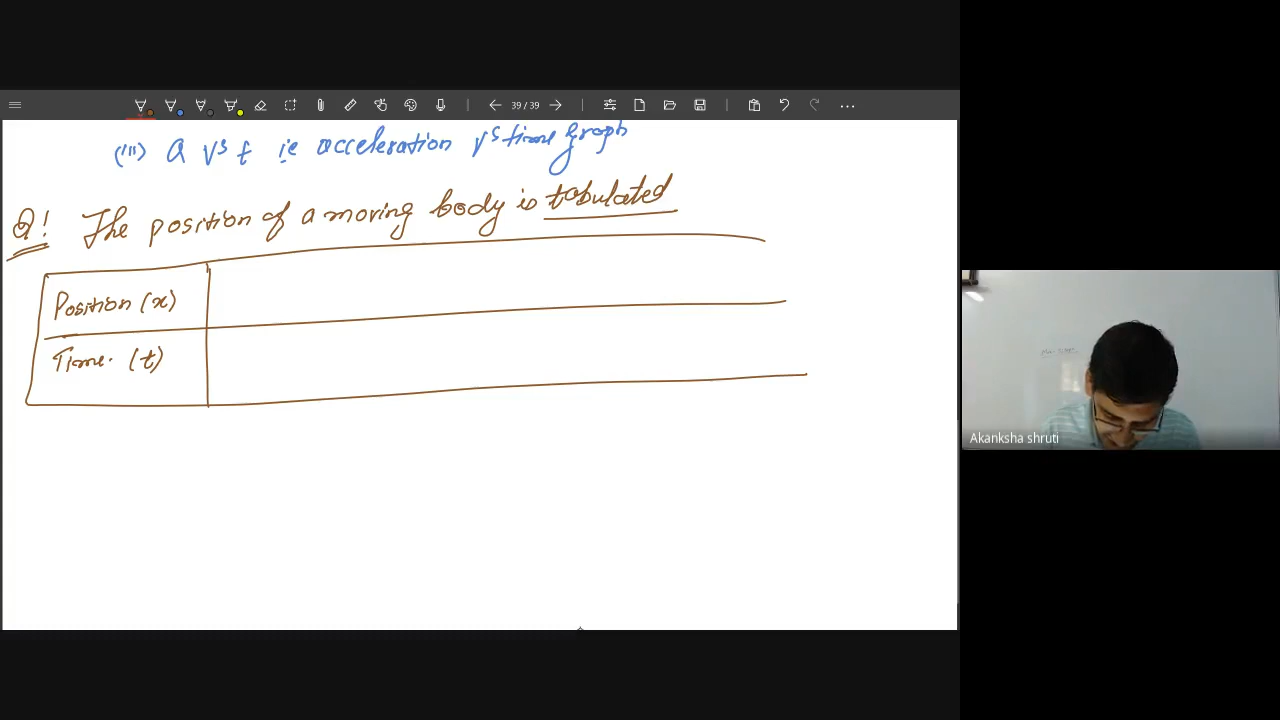 39 / 39
(iii) a vs t ie acceleration vs time Graph
Q! The position of a moving body is tabulated
Position (x)
Time. (t)
Akanksha shruti